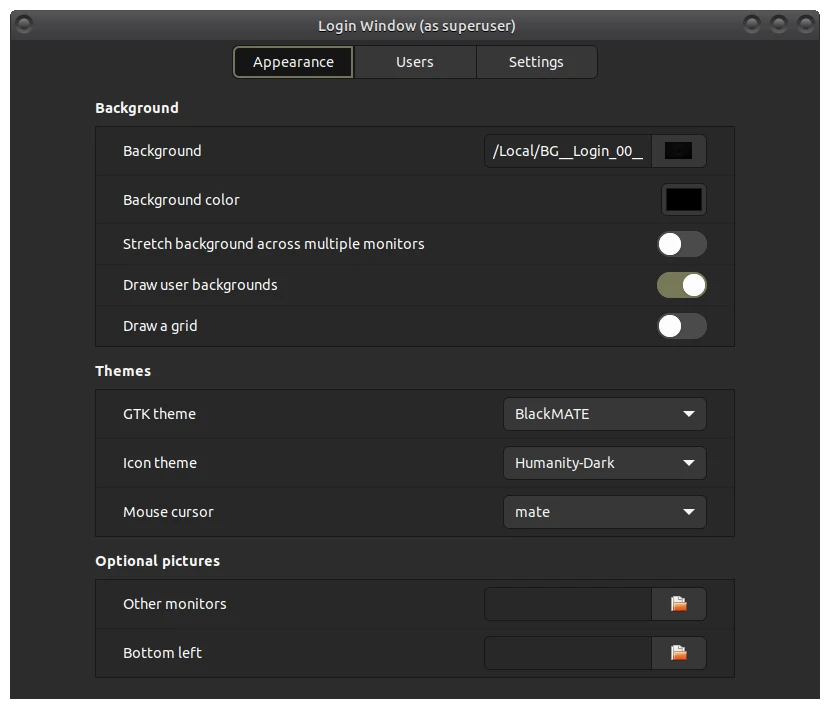 Login Window (as superuser)
Appearance Users Settings
Background
Background /Local/BG__Login_00__
Background color
Stretch background across multiple monitors
Draw user backgrounds
Draw a grid
Themes
GTK theme BlackMATE
Icon theme Humanity-Dark
Mouse cursor mate
Optional pictures
Other monitors
Bottom left